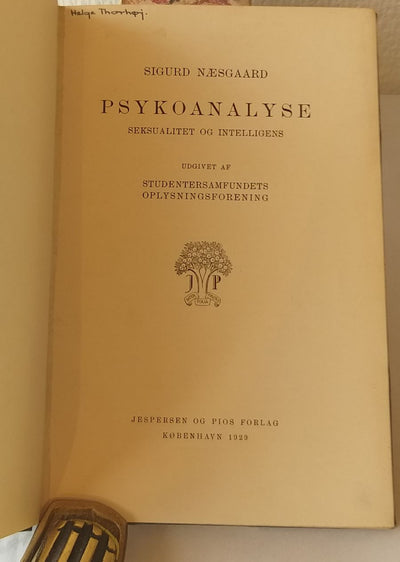 Helge Thorhøj.
SIGURD NÆSGAARD
PSYKOANALYSE
SEKSUALITET OG INTELLIGENS
UDGIVET AF
STUDENTERSAMFUNDETS
OPLYSNINGSFORENING
J P
JESPERSEN OG PIOS FORLAG
KØBENHAVN 1929